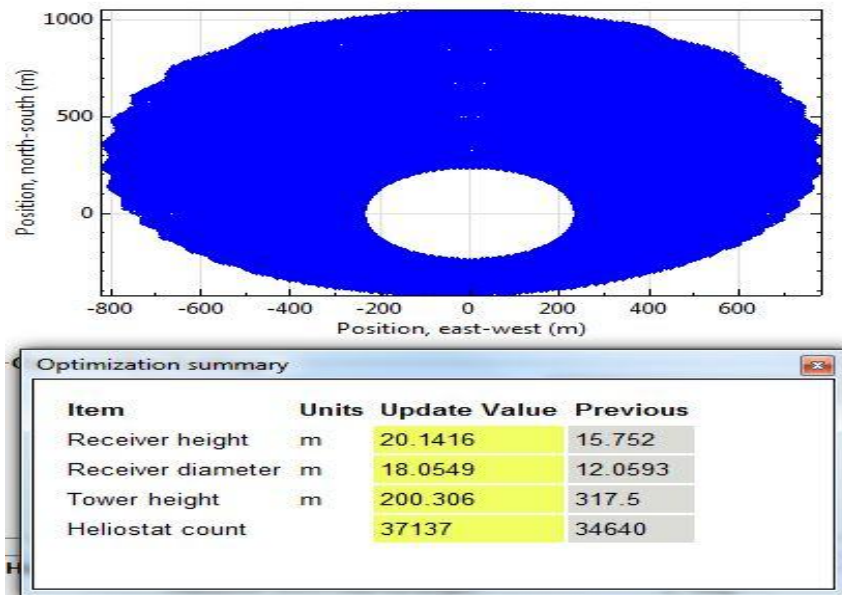 1000
500
0
Position, north-south (m)
-800 -600 -400 -200 0 200 400 600
Position, east-west (m)
Optimization summary
Item Units Update Value Previous
Receiver height m 20.1416 15.752
Receiver diameter m 18.0549 12.0593
Tower height m 200.306 317.5
Heliostat count 37137 34640